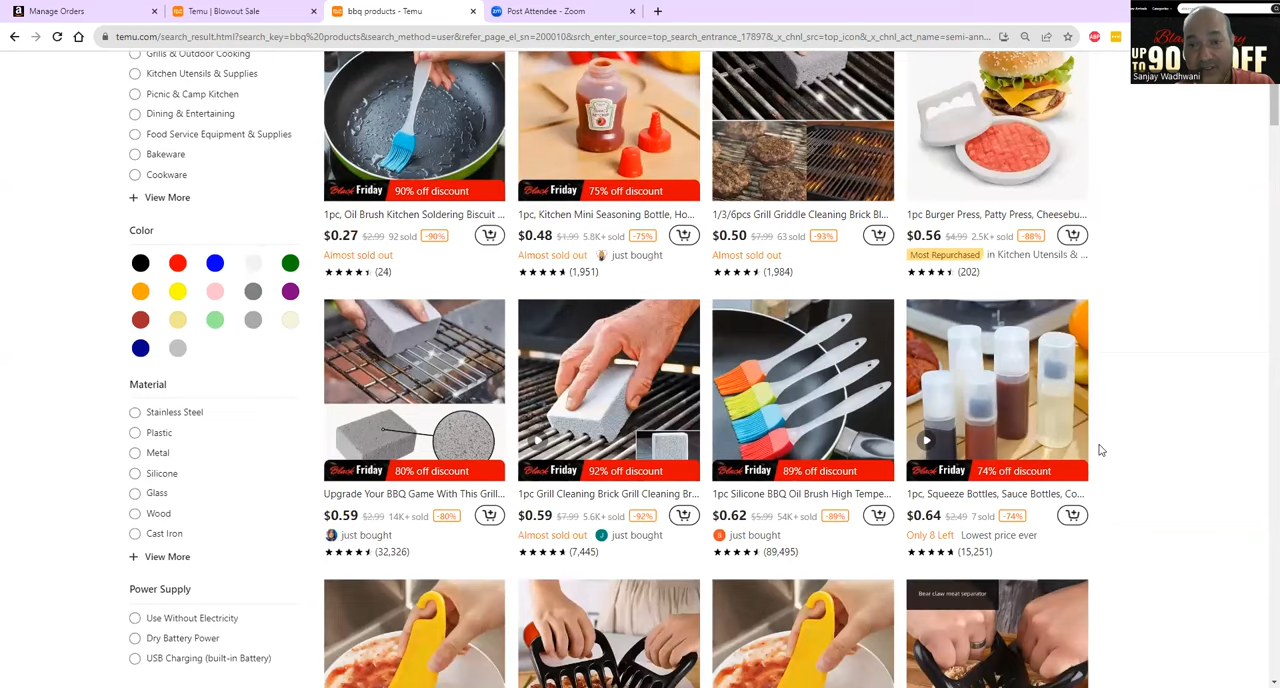 Manage Orders
Temu | Blowout Sale
bbq products - Temu
Post Attendee - Zoom
temu.com/search_result.html?search_key=bbq%20products&search_method=user&refer_page_el_sn=200010&srch_enter_source=top_search_entrance_17897&_x_chnl_src=top_icon&_x_chnl_act_name=semi-ann...
ABP
UP TO 90% OFF
Sanjay Wadhwani
Grills & Outdoor Cooking
Kitchen Utensils & Supplies
Picnic & Camp Kitchen
Dining & Entertaining
Food Service Equipment & Supplies
Bakeware
Cookware
View More
Color
Material
Stainless Steel
Plastic
Metal
Silicone
Glass
Wood
Cast Iron
View More
Power Supply
Use Without Electricity
Dry Battery Power
USB Charging (built-in Battery)
HEINZ
Black Friday 90% off discount
Black Friday 75% off discount
1pc, Oil Brush Kitchen Soldering Biscuit ...
1pc, Kitchen Mini Seasoning Bottle, Ho...
1/3/6pcs Grill Griddle Cleaning Brick Bl...
1pc Burger Press, Patty Press, Cheesebu...
$0.27 $2.99 92 sold -90%
$0.48 $1.99 5.8K+ sold -75%
$0.50 $7.99 63 sold -93%
$0.56 $4.99 2.5K+ sold -88%
Almost sold out
Almost sold out just bought
Almost sold out
Most Repurchased in Kitchen Utensils & ...
(24)
(1,951)
(1,984)
(202)
Black Friday 80% off discount
Black Friday 92% off discount
Black Friday 89% off discount
Black Friday 74% off discount
Upgrade Your BBQ Game With This Grill...
1pc Grill Cleaning Brick Grill Cleaning Br...
1pc Silicone BBQ Oil Brush High Tempe...
1pc, Squeeze Bottles, Sauce Bottles, Co...
$0.59 $2.99 14K+ sold -80%
$0.59 $7.99 5.6K+ sold -92%
$0.62 $5.99 54K+ sold -89%
$0.64 $2.49 7 sold -74%
just bought
Almost sold out J just bought
S just bought
Only 8 Left Lowest price ever
(32,326)
(7,445)
(89,495)
(15,251)
Bear claw meat separator